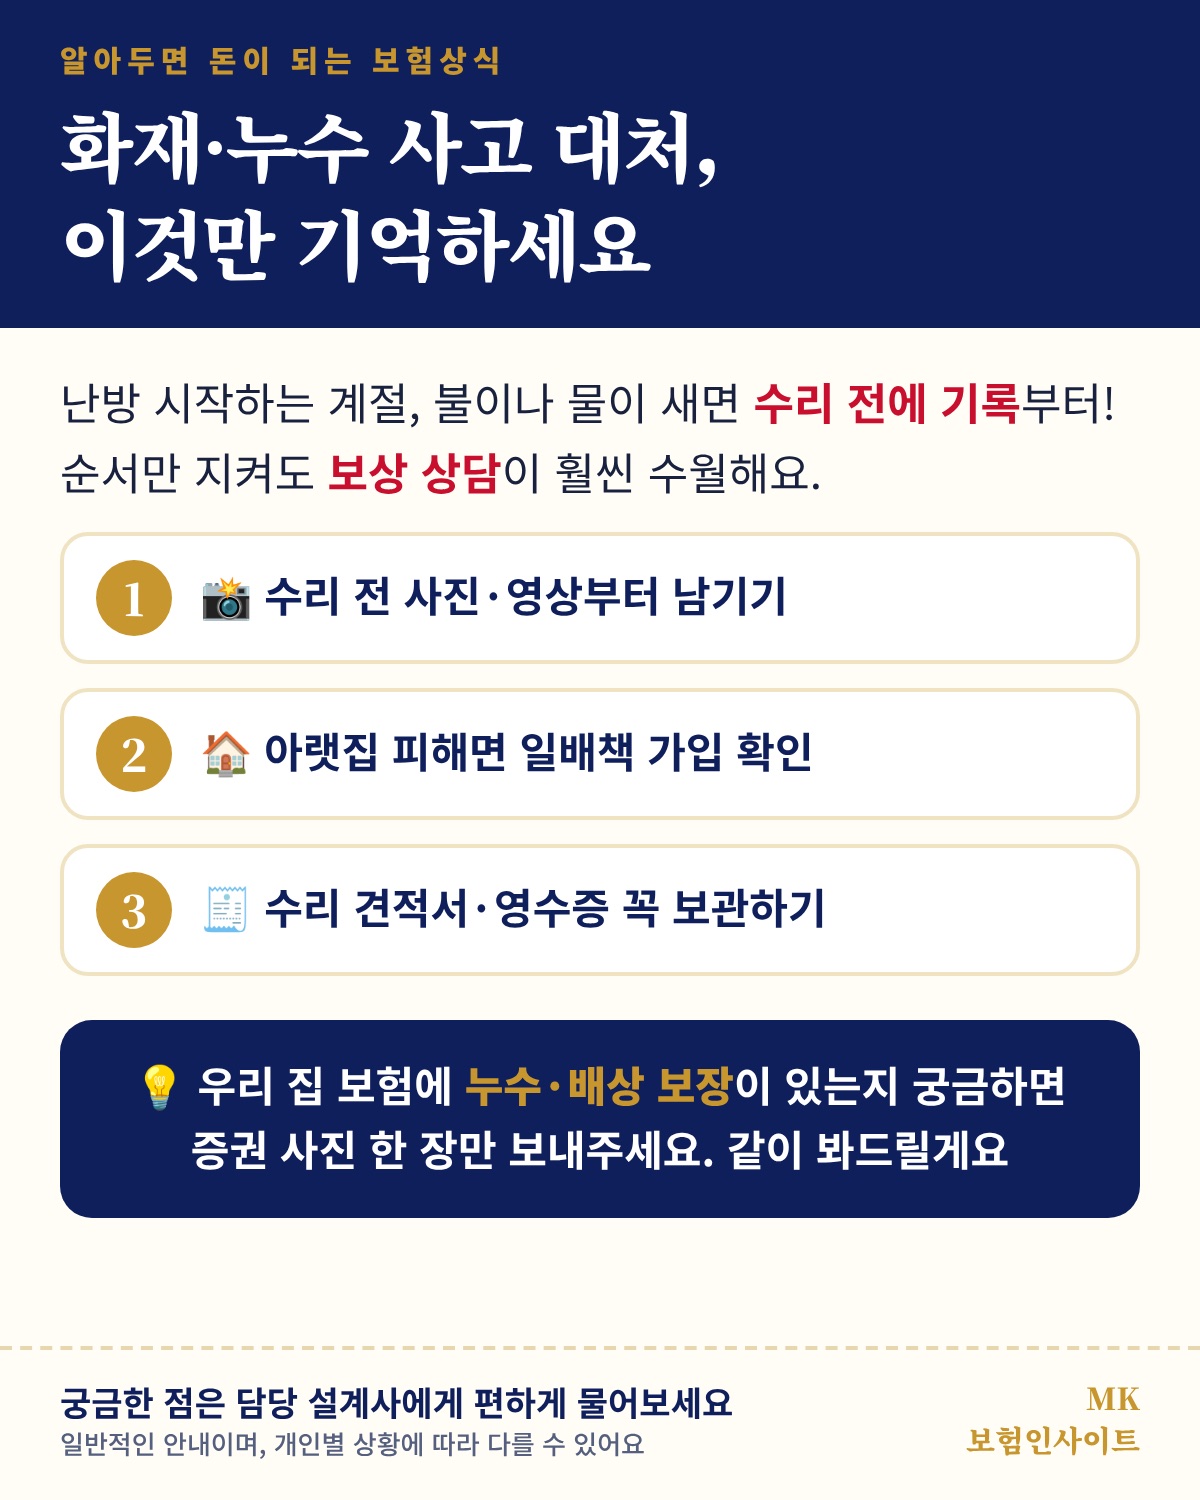 알아두면 돈이 되는 보험상식
화재·누수 사고 대처,
이것만 기억하세요
난방 시작하는 계절, 불이나 물이 새면 수리 전에 기록부터!
순서만 지켜도 보상 상담이 훨씬 수월해요.
1 📸 수리 전 사진·영상부터 남기기
2 🏠 아랫집 피해면 일배책 가입 확인
3 🧾 수리 견적서·영수증 꼭 보관하기
💡 우리 집 보험에 누수·배상 보장이 있는지 궁금하면
증권 사진 한 장만 보내주세요. 같이 봐드릴게요
궁금한 점은 담당 설계사에게 편하게 물어보세요
일반적인 안내이며, 개인별 상황에 따라 다를 수 있어요
MK
보험인사이트